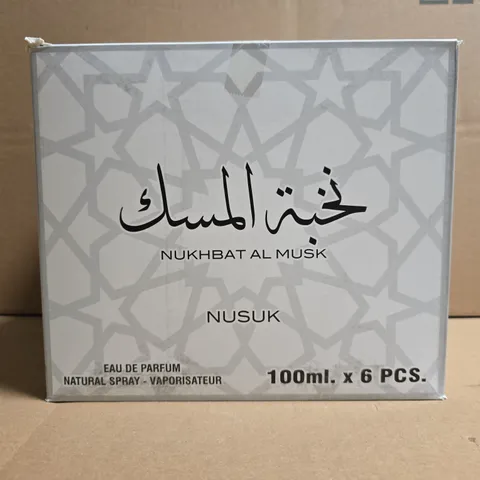 نخبة المسك
NUKHBAT AL MUSK
NUSUK
EAU DE PARFUM
NATURAL SPRAY - VAPORISATEUR
100ml. x 6 PCS.